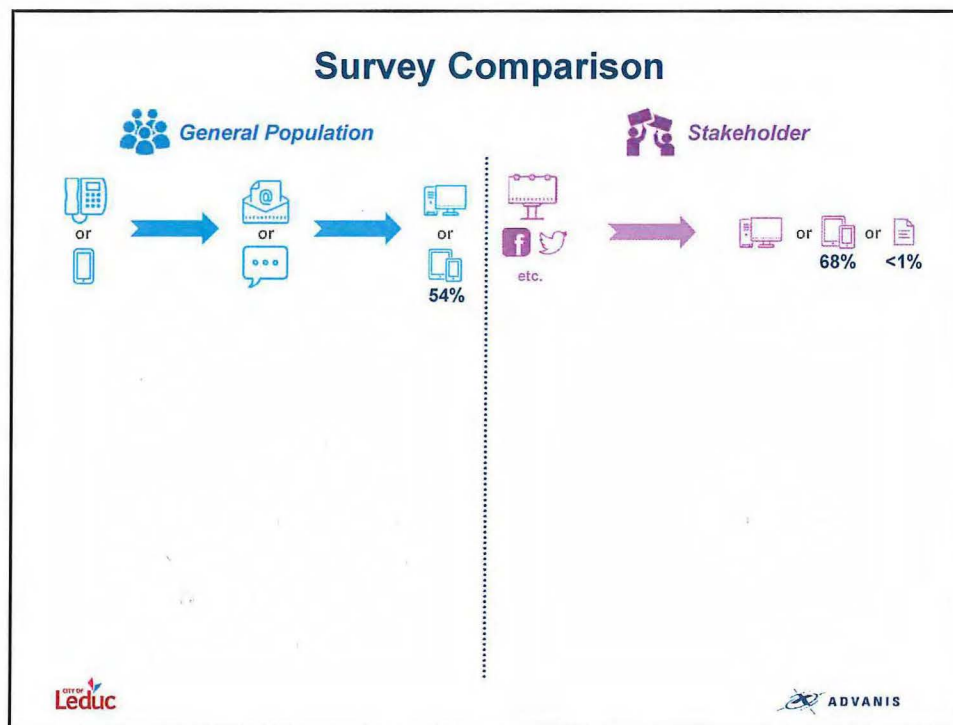 Survey Comparison
General Population
Stakeholder
or
or
or
54%
@
etc.
f
or
or
68%
<1%
CITY OF
Leduc
ADVANIS